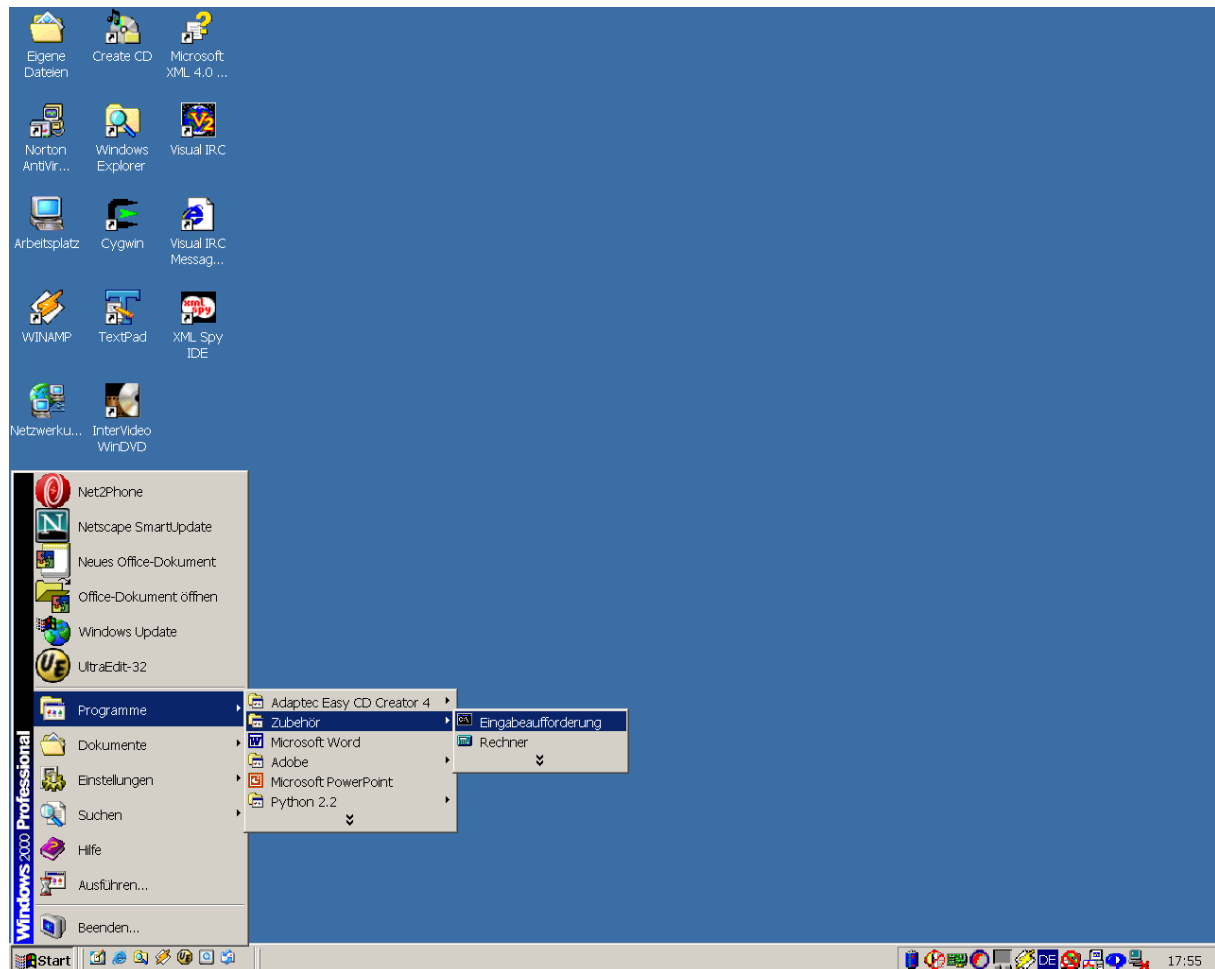 Eigene
Dateien
Create CD
Microsoft
XML 4.0 ...
Norton
AntiVir...
Windows
Explorer
V2
Visual IRC
Arbeitsplatz
Cygwin
Visual IRC
Messag...
WINAMP
TextPad
xml
spy
XML Spy
IDE
Netzwerku...
InterVideo
WinDVD
Windows 2000 Professional
Net2Phone
Netscape SmartUpdate
Neues Office-Dokument
Office-Dokument öffnen
Windows Update
UltraEdit-32
Programme
Dokumente
Einstellungen
Suchen
Hilfe
Ausführen...
Beenden...
Adaptec Easy CD Creator 4
Zubehör
Microsoft Word
Adobe
Microsoft PowerPoint
Python 2.2
Eingabeaufforderung
Rechner
Start
DE
17:55